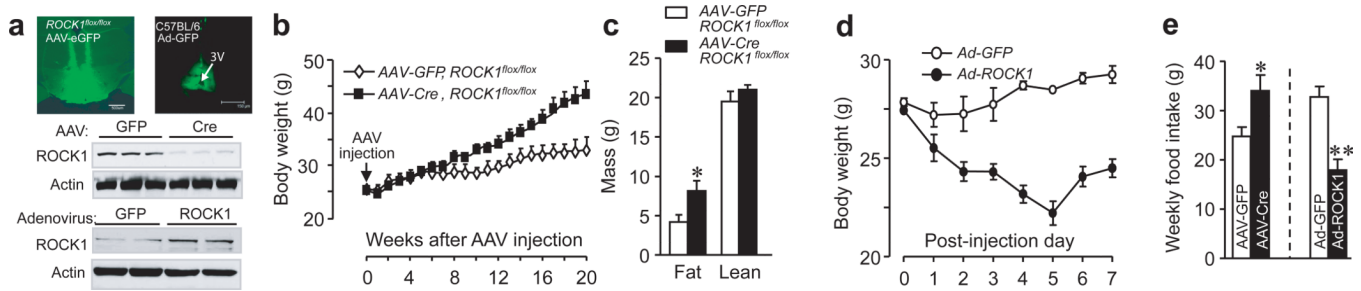 a
ROCK1flox/flox
AAV-eGFP
C57BL/6
Ad-GFP
3V
AAV: GFP Cre
ROCK1
Actin
Adenovirus: GFP ROCK1
ROCK1
Actin
b
Body weight (g)
50
40
30
20
AAV-GFP, ROCK1flox/flox
AAV-Cre , ROCK1flox/flox
AAV
injection
Weeks after AAV injection
0 4 8 12 16 20
c
AAV-GFP
ROCK1flox/flox
AAV-Cre
ROCK1flox/flox
Mass (g)
25
20
15
10
5
0
*
Fat Lean
d
Body weight (g)
30
27
25
22
20
Ad-GFP
Ad-ROCK1
Post-injection day
0 1 2 3 4 5 6 7
e
Weekly food intake (g)
40
30
20
10
0
*
**
AAV-GFP
AAV-Cre
Ad-GFP
Ad-ROCK1